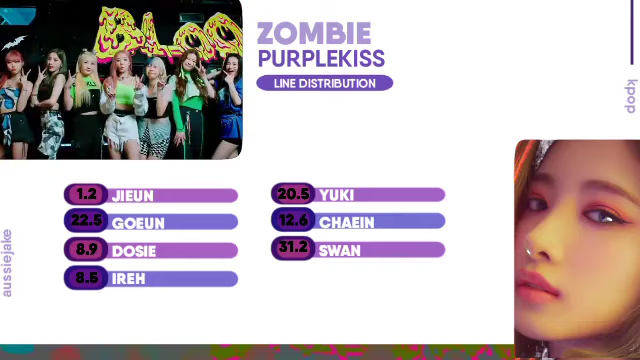 BLOO
ZOMBIE
PURPLEKISS
LINE DISTRIBUTION
kpop
1.2 JIEUN
22.5 GOEUN
8.9 DOSIE
8.5 IREH
20.5 YUKI
12.6 CHAEIN
31.2 SWAN
aussiejake